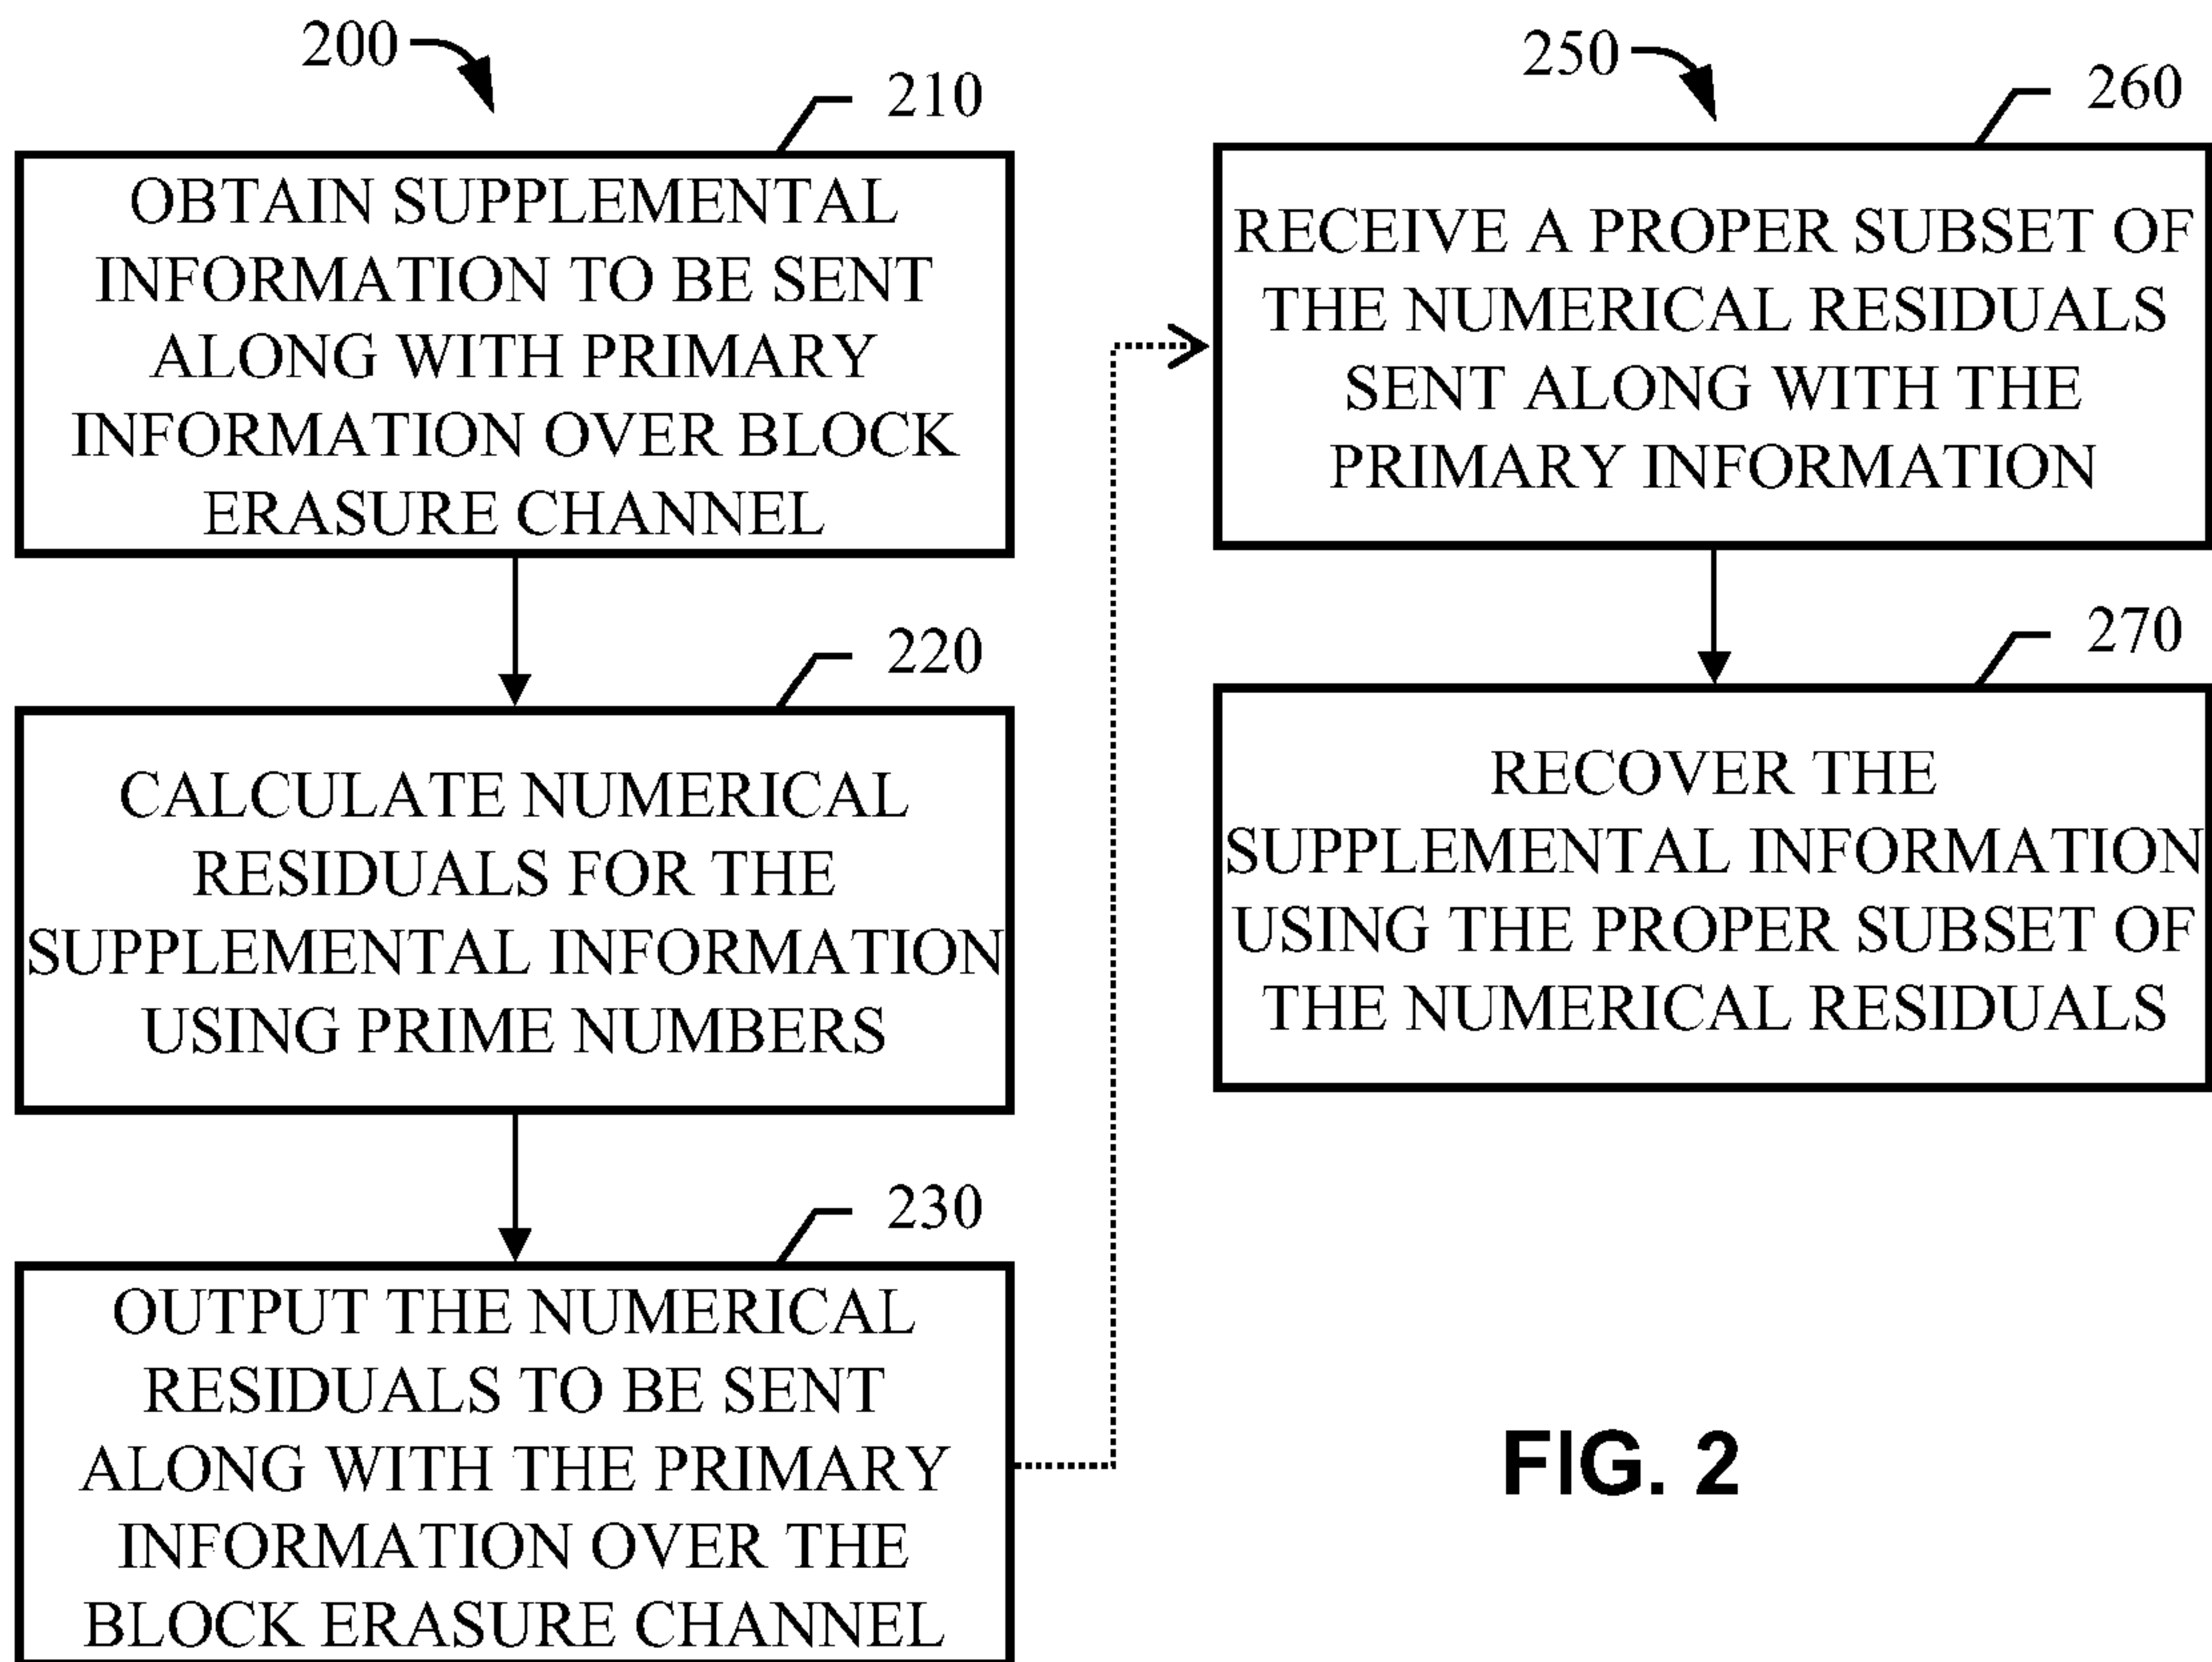 200
210
OBTAIN SUPPLEMENTAL
INFORMATION TO BE SENT
ALONG WITH PRIMARY
INFORMATION OVER BLOCK
ERASURE CHANNEL
220
CALCULATE NUMERICAL
RESIDUALS FOR THE
SUPPLEMENTAL INFORMATION
USING PRIME NUMBERS
230
OUTPUT THE NUMERICAL
RESIDUALS TO BE SENT
ALONG WITH THE PRIMARY
INFORMATION OVER THE
BLOCK ERASURE CHANNEL
250
260
RECEIVE A PROPER SUBSET OF
THE NUMERICAL RESIDUALS
SENT ALONG WITH THE
PRIMARY INFORMATION
270
RECOVER THE
SUPPLEMENTAL INFORMATION
USING THE PROPER SUBSET OF
THE NUMERICAL RESIDUALS
FIG. 2